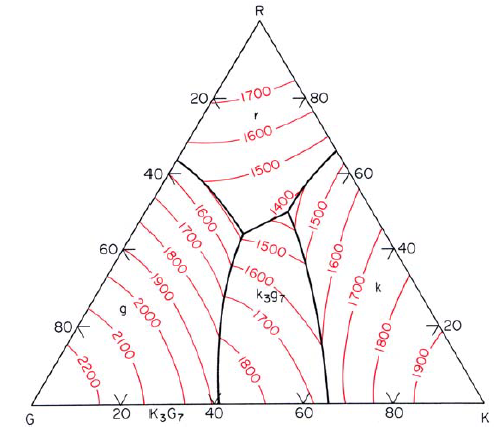 R
20 1700 80
r
1600
1500
40 60
1400
1600 1500
1700 1500
60 1800 1600 1600 40
1900 k₃g₇ 1700 k
g 2000 1700
80 2100 1800 20
2200 1800 1900
G 20 K₃G₇ 40 60 80 K